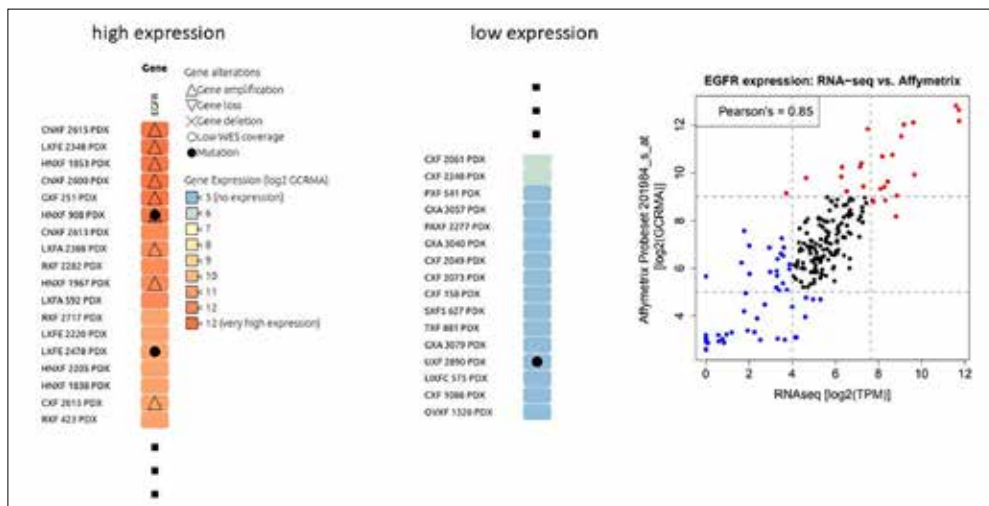 high expression
low expression
Gene
EGFR
CNXF 2615 PDX
LXFE 2348 PDX
HNXF 1853 PDX
CNXF 2600 PDX
GXF 251 PDX
HNXF 908 PDX
CNXF 2613 PDX
LXFA 2388 PDX
RXF 2282 PDX
HNXF 1967 PDX
LXFA 592 PDX
RXF 2717 PDX
LXFE 2220 PDX
LXFE 2478 PDX
HNXF 2205 PDX
HNXF 1838 PDX
CXF 2013 PDX
RXF 423 PDX
Gene alterations
Gene amplification
Gene loss
Gene deletion
Low WES coverage
Mutation
Gene Expression (log2 GCRMA)
< 5 (no expression)
< 6
< 7
< 8
< 9
< 10
< 11
< 12
> 12 (very high expression)
CXF 2061 PDX
CXF 2248 PDX
PXF 541 PDX
GXA 3057 PDX
PAXF 2277 PDX
GXA 3040 PDX
CXF 2049 PDX
CXF 2073 PDX
CXF 158 PDX
SXFS 627 PDX
TXF 881 PDX
GXA 3079 PDX
UXF 2890 PDX
LIXFC 575 PDX
CXF 1088 PDX
OVXF 1328 PDX
EGFR expression: RNA-seq vs. Affymetrix
Pearson's = 0.85
Affymetrix Probeset 201984_s_at
[log2(GCRMA)]
12
10
8
6
4
0 2 4 6 8 10 12
RNAseq [log2(TPM)]